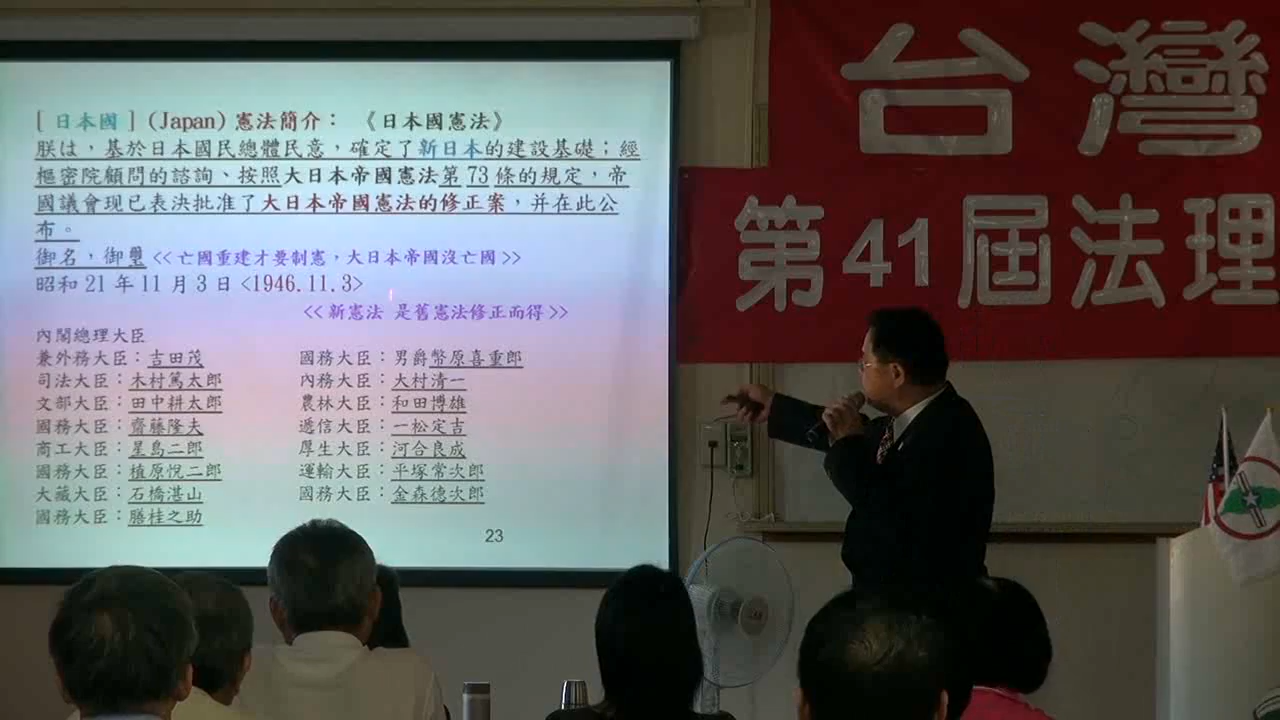 [ 日本國 ] (Japan) 憲法簡介： 《日本國憲法》
朕は，基於日本國民總體民意，確定了新日本的建設基礎；經
樞密院顧問的諮詢、按照大日本帝國憲法第 73 條的規定，帝
國議會現已表決批准了大日本帝國憲法的修正案，并在此公
布。
御名，御璽 <<亡國重建才要制憲，大日本帝國沒亡國>>
昭和 21 年 11 月 3 日 <1946.11.3>
<<新憲法 是舊憲法修正而得>>
內閣總理大臣
兼外務大臣：吉田茂 國務大臣：男爵幣原喜重郎
司法大臣：木村篤太郎 內務大臣：大村清一
文部大臣：田中耕太郎 農林大臣：和田博雄
國務大臣：齋藤隆夫 遞信大臣：一松定吉
商工大臣：星島二郎 厚生大臣：河合良成
國務大臣：植原悅二郎 運輸大臣：平塚常次郎
大藏大臣：石橋湛山 國務大臣：金森德次郎
國務大臣：膳桂之助
23
台灣
第41屆法理